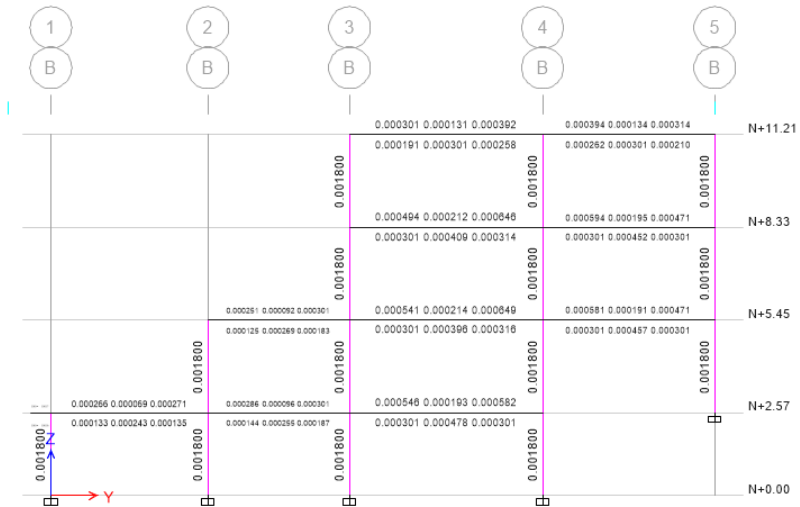 1 2 3 4 5
B B B B B
0.000301 0.000131 0.000392 0.000394 0.000134 0.000314
N+11.21
0.000191 0.000301 0.000258 0.000262 0.000301 0.000210
0.001800 0.001800 0.001800
0.000494 0.000212 0.000646 0.000594 0.000195 0.000471
N+8.33
0.000301 0.000409 0.000314 0.000301 0.000452 0.000301
0.001800 0.001800 0.001800
0.000251 0.000092 0.000301 0.000541 0.000214 0.000649 0.000581 0.000191 0.000471
N+5.45
0.000125 0.000269 0.000183 0.000301 0.000396 0.000316 0.000301 0.000457 0.000301
0.001800 0.001800 0.001800 0.001800
0.000266 0.000069 0.000271 0.000286 0.000096 0.000301 0.000546 0.000193 0.000582
N+2.57
0.000133 0.000243 0.000135 0.000144 0.000255 0.000187 0.000301 0.000478 0.000301
0.001800 0.001800 0.001800 0.001800
Z
Y
N+0.00